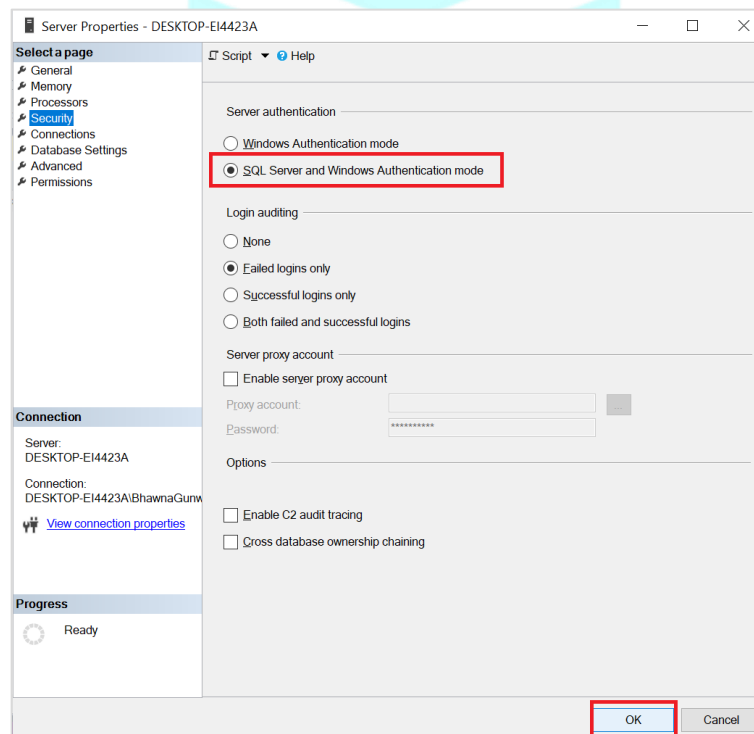 Server Properties - DESKTOP-EI4423A
Select a page
General
Memory
Processors
Security
Connections
Database Settings
Advanced
Permissions
Script Help
Server authentication
Windows Authentication mode
SQL Server and Windows Authentication mode
Login auditing
None
Failed logins only
Successful logins only
Both failed and successful logins
Server proxy account
Enable server proxy account
Proxy account:
...
Password:
**********
Options
Enable C2 audit tracing
Cross database ownership chaining
Connection
Server:
DESKTOP-EI4423A
Connection:
DESKTOP-EI4423A\BhawnaGunw
View connection properties
Progress
Ready
OK
Cancel